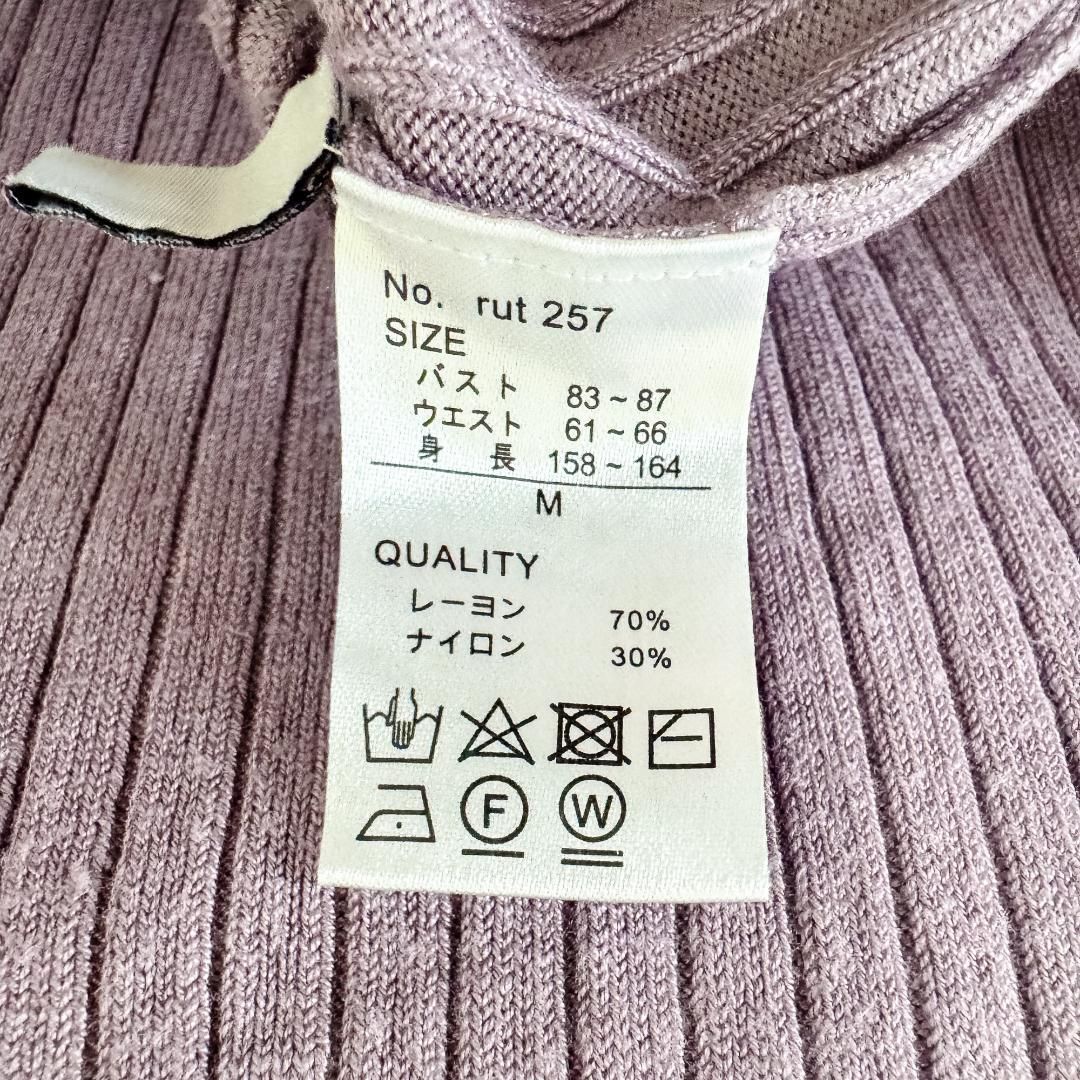 No. rut 257
SIZE
バスト 83~87
ウエスト 61~66
身長 158~164
M
QUALITY
レーヨン 70%
ナイロン 30%
F W